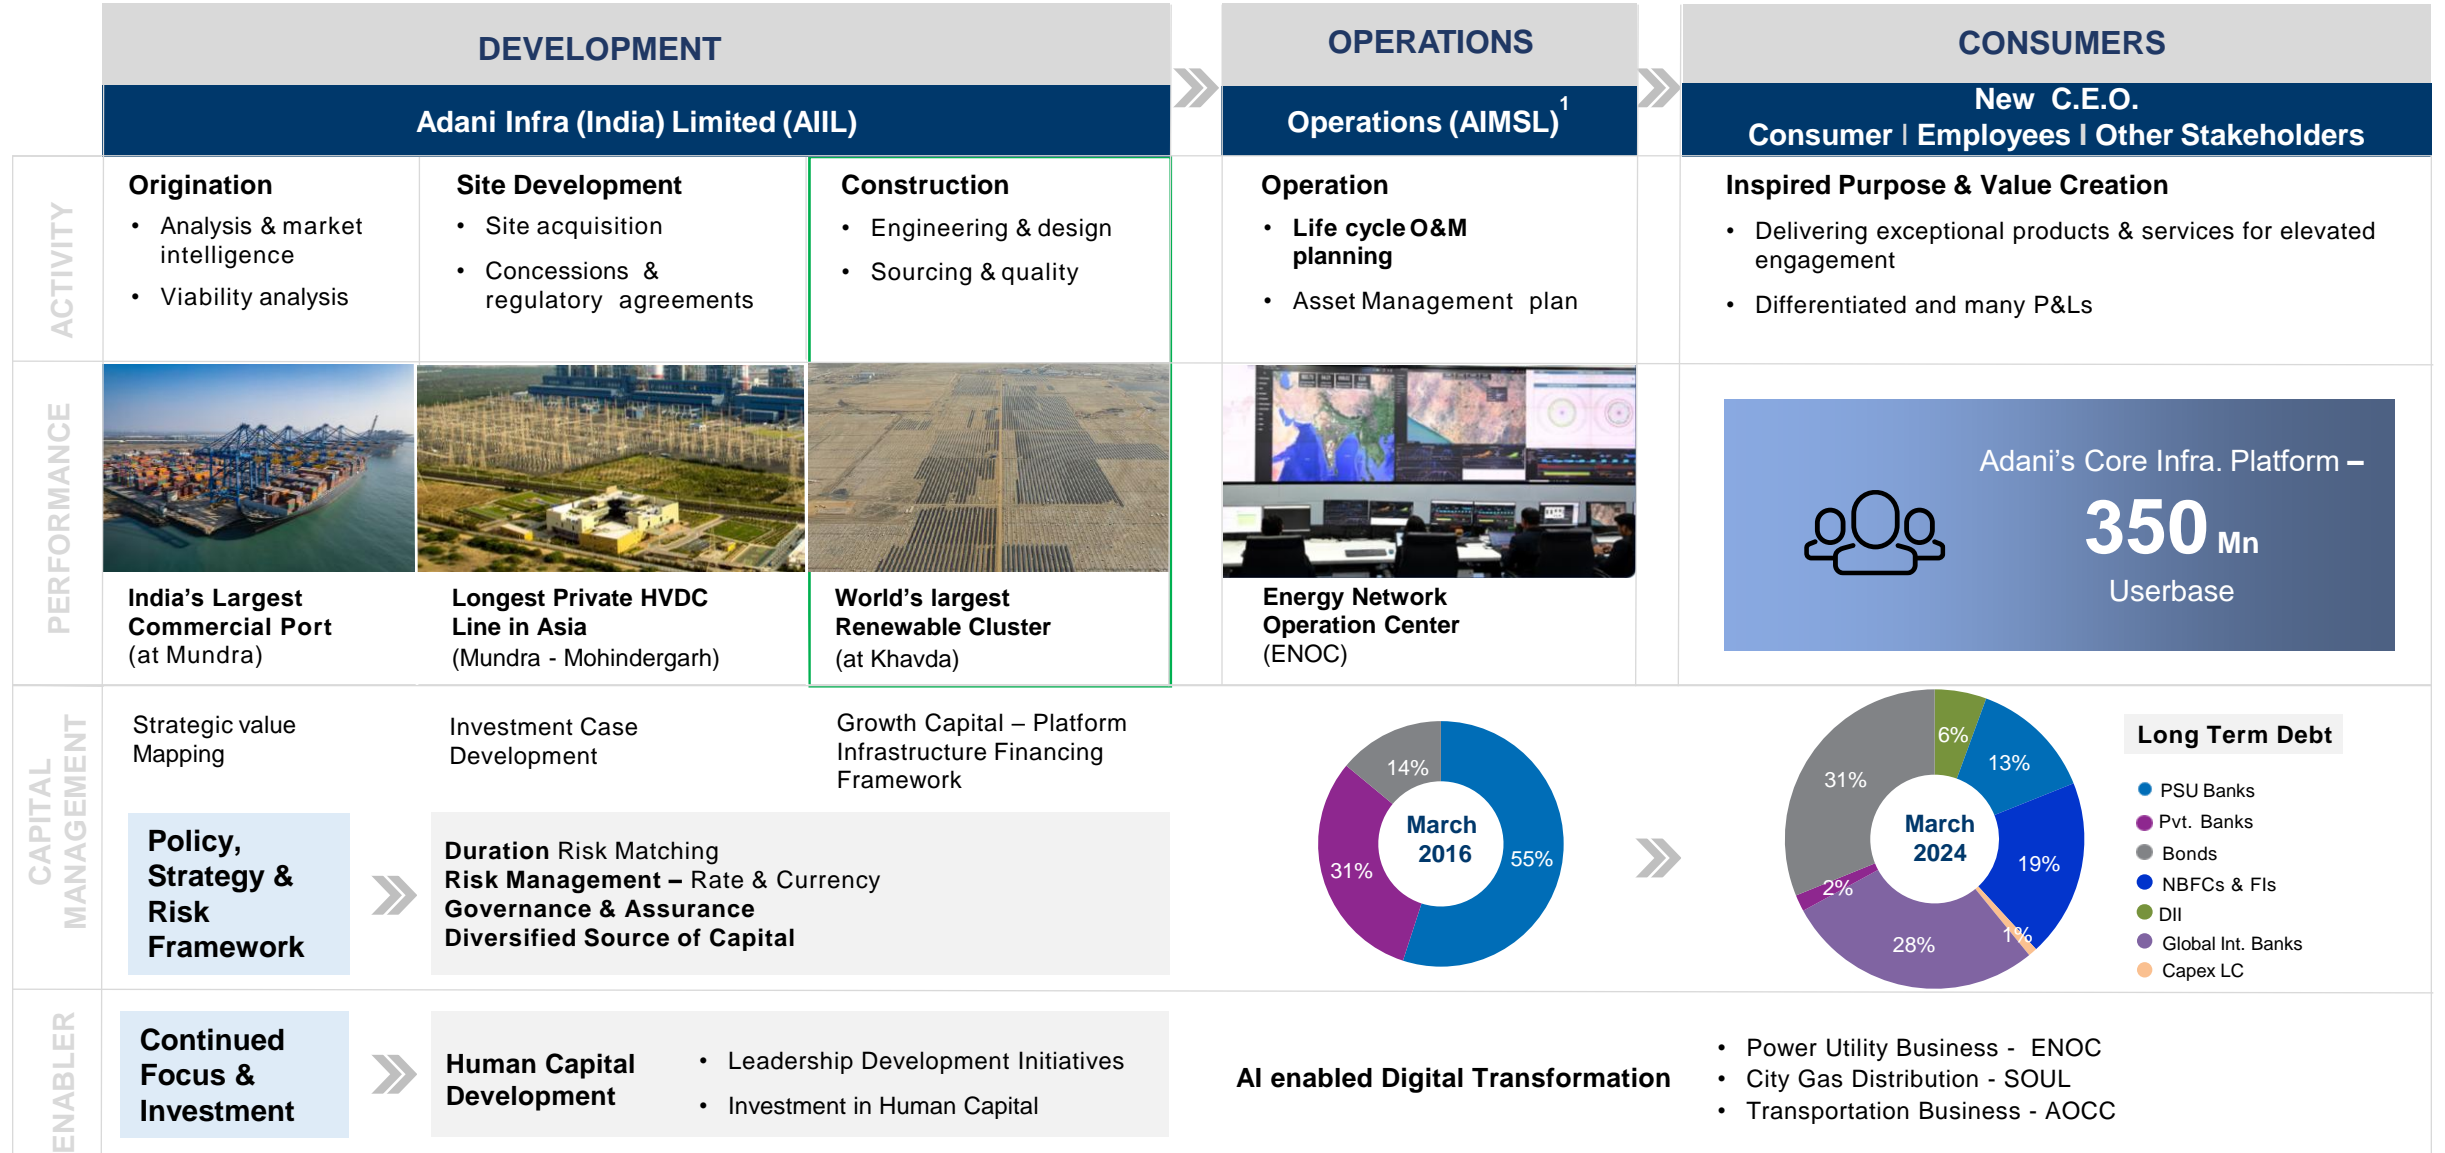 DEVELOPMENT
OPERATIONS
CONSUMERS
Adani Infra (India) Limited (AIIL)
Operations (AIMSL)1
New C.E.O.
Consumer I Employees I Other Stakeholders
ACTIVITY
Origination
• Analysis & market
intelligence
• Viability analysis
Site Development
• Site acquisition
• Concessions &
regulatory agreements
Construction
• Engineering & design
• Sourcing & quality
Operation
• Life cycle O&M
planning
• Asset Management plan
Inspired Purpose & Value Creation
• Delivering exceptional products & services for elevated
engagement
• Differentiated and many P&Ls
PERFORMANCE
India's Largest
Commercial Port
(at Mundra)
Longest Private HVDC
Line in Asia
(Mundra - Mohindergarh)
World's largest
Renewable Cluster
(at Khavda)
Energy Network
Operation Center
(ENOC)
Adani's Core Infra. Platform –
350 Mn
Userbase
CAPITAL
MANAGEMENT
Strategic value
Mapping
Investment Case
Development
Growth Capital – Platform
Infrastructure Financing
Framework
Policy,
Strategy &
Risk
Framework
Duration Risk Matching
Risk Management – Rate & Currency
Governance & Assurance
Diversified Source of Capital
14%
31%
55%
March
2016
6%
13%
31%
19%
2%
28%
1%
March
2024
Long Term Debt
PSU Banks
Pvt. Banks
Bonds
NBFCs & FIs
DII
Global Int. Banks
Capex LC
ENABLER
Continued
Focus &
Investment
Human Capital
Development
• Leadership Development Initiatives
• Investment in Human Capital
AI enabled Digital Transformation
• Power Utility Business - ENOC
• City Gas Distribution - SOUL
• Transportation Business - AOCC